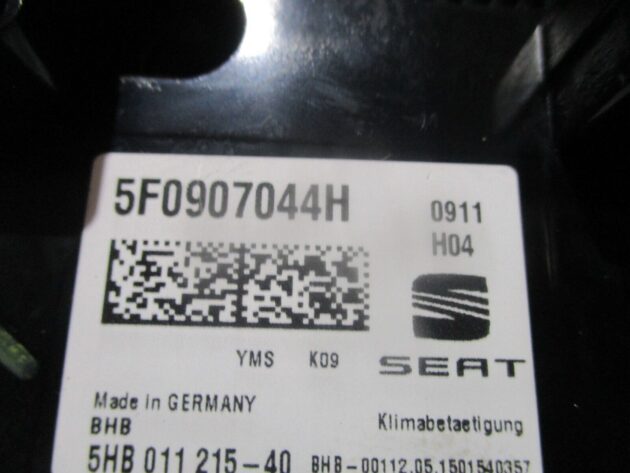 5F0907044H 0911
H04
SEAT
YMS K09
Made in GERMANY
BHB Klimabetaetigung
5HB 011 215-40 BHB-00112.05.1501540357